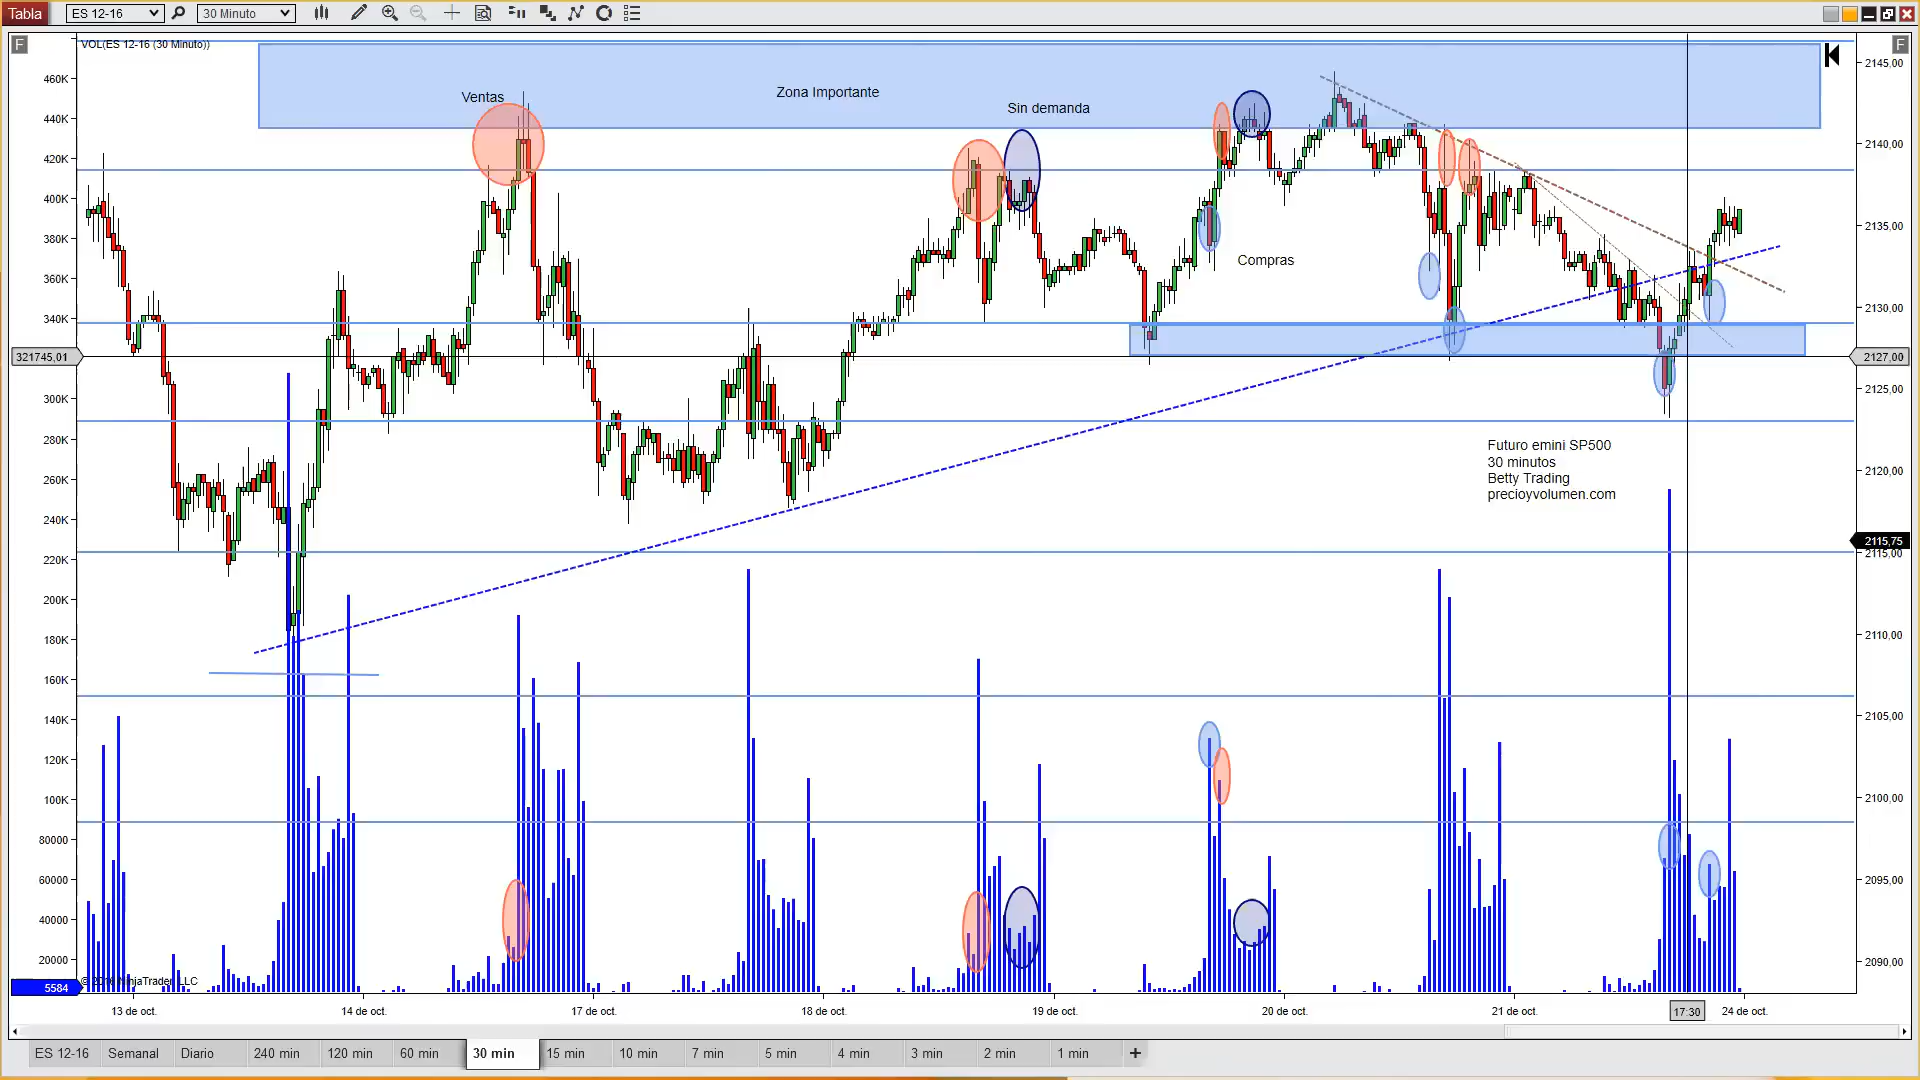 Tabla
ES 12-16
30 Minuto
F
VOL(ES 12-16 (30 Minuto))
F
Ventas
Zona Importante
Sin demanda
Compras
Futuro emini SP500
30 minutos
Betty Trading
precioyvolumen.com
460K
440K
420K
400K
380K
360K
340K
321745,01
320K
300K
280K
260K
240K
220K
200K
180K
160K
140K
120K
100K
80000
60000
40000
20000
5584
2145,00
2140,00
2135,00
2130,00
2127,00
2125,00
2120,00
2115,75
2115,00
2110,00
2105,00
2100,00
2095,00
2090,00
NinjaTrader, LLC
13 de oct.
14 de oct.
17 de oct.
18 de oct.
19 de oct.
20 de oct.
21 de oct.
17:30
24 de oct.
ES 12-16
Semanal
Diario
240 min
120 min
60 min
30 min
15 min
10 min
7 min
5 min
4 min
3 min
2 min
1 min
+